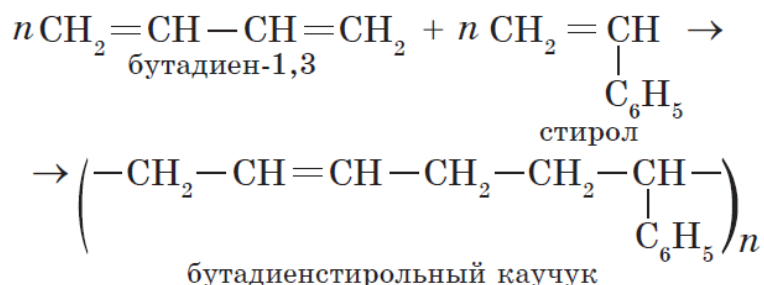 nCH₂=CH—CH=CH₂ + n CH₂=CH →
бутадиен-1,3
C₆H₅
стирол
→(—CH₂—CH=CH—CH₂—CH₂—CH—)n
C₆H₅
бутадиенстирольный каучук